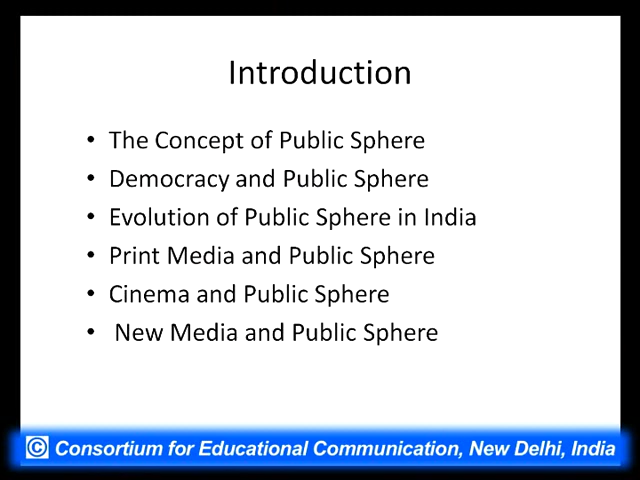 Introduction
• The Concept of Public Sphere
• Democracy and Public Sphere
• Evolution of Public Sphere in India
• Print Media and Public Sphere
• Cinema and Public Sphere
• New Media and Public Sphere
© Consortium for Educational Communication, New Delhi, India